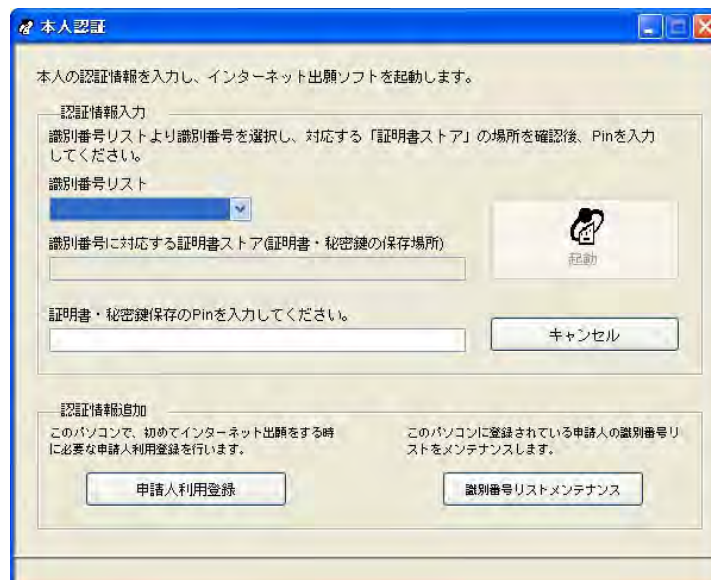 本人認証
本人の認証情報を入力し、インターネット出願ソフトを起動します。
認証情報入力
識別番号リストより識別番号を選択し、対応する「証明書ストア」の場所を確認後、Pinを入力
してください。
識別番号リスト
識別番号に対応する証明書ストア(証明書・秘密鍵の保存場所)
起動
証明書・秘密鍵保存のPinを入力してください。
キャンセル
認証情報追加
このパソコンで、初めてインターネット出願をする時
に必要な申請人利用登録を行います。
申請人利用登録
このパソコンに登録されている申請人の識別番号リ
ストをメンテナンスします。
識別番号リストメンテナンス